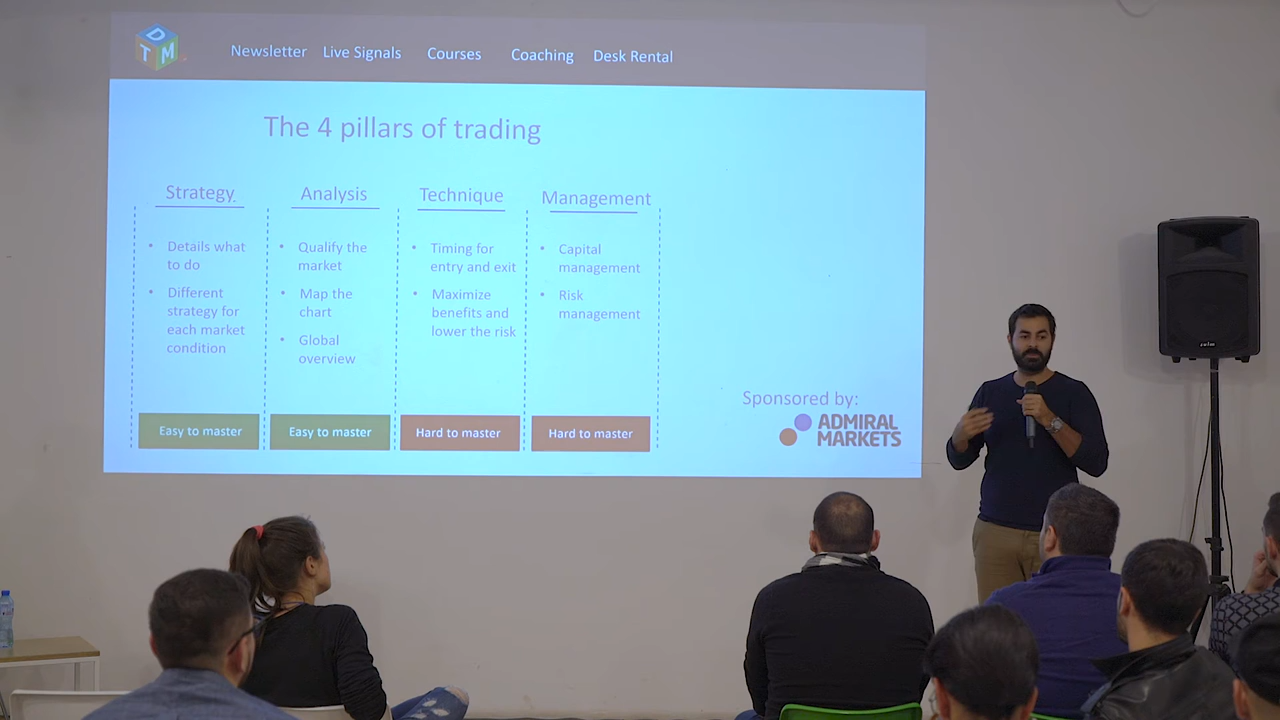 D
T M
Newsletter Live Signals Courses Coaching Desk Rental
The 4 pillars of trading
Strategy
• Details what
to do
• Different
strategy for
each market
condition
Easy to master
Analysis
• Qualify the
market
• Map the
chart
• Global
overview
Easy to master
Technique
• Timing for
entry and exit
• Maximize
benefits and
lower the risk
Hard to master
Management
• Capital
management
• Risk
management
Hard to master
Sponsored by:
ADMIRAL
MARKETS